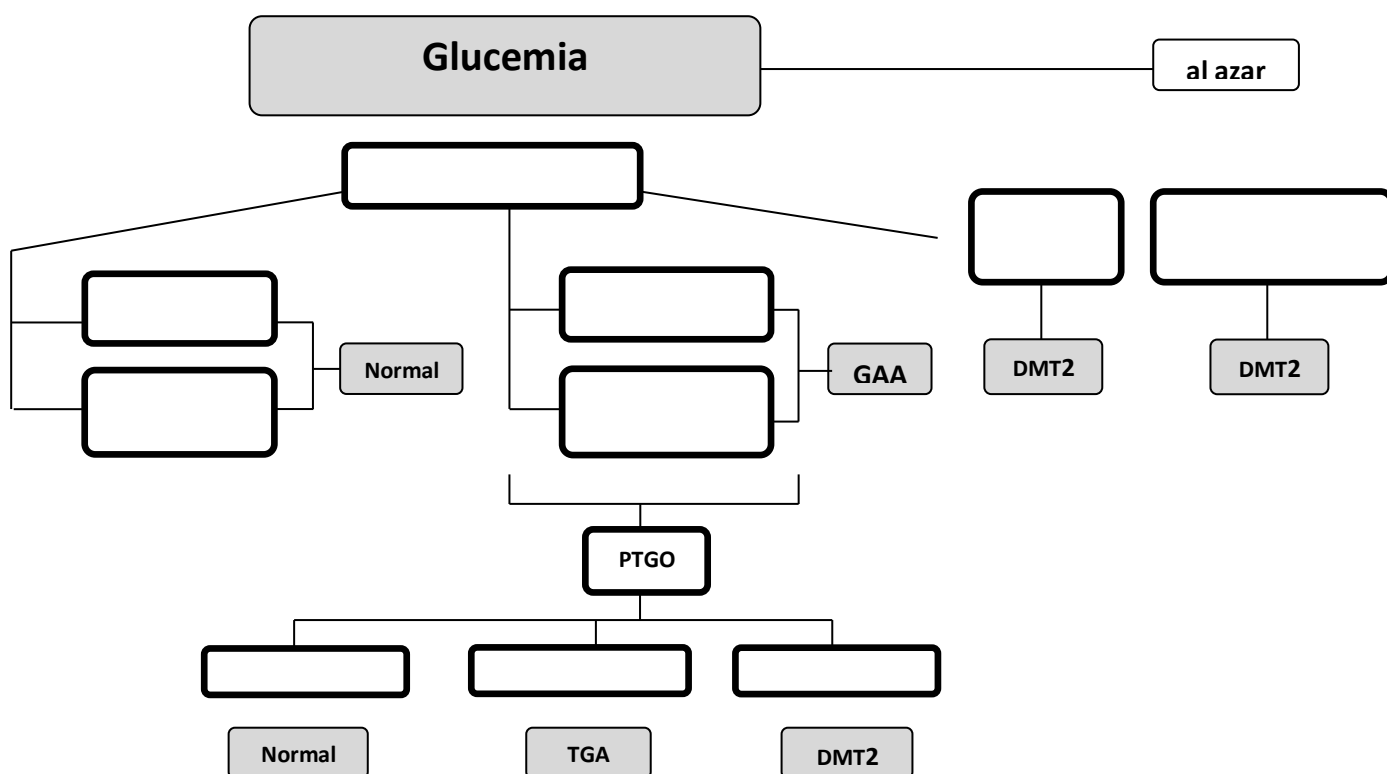 Glucemia
al azar
Normal
GAA
DMT2
DMT2
PTGO
Normal
TGA
DMT2